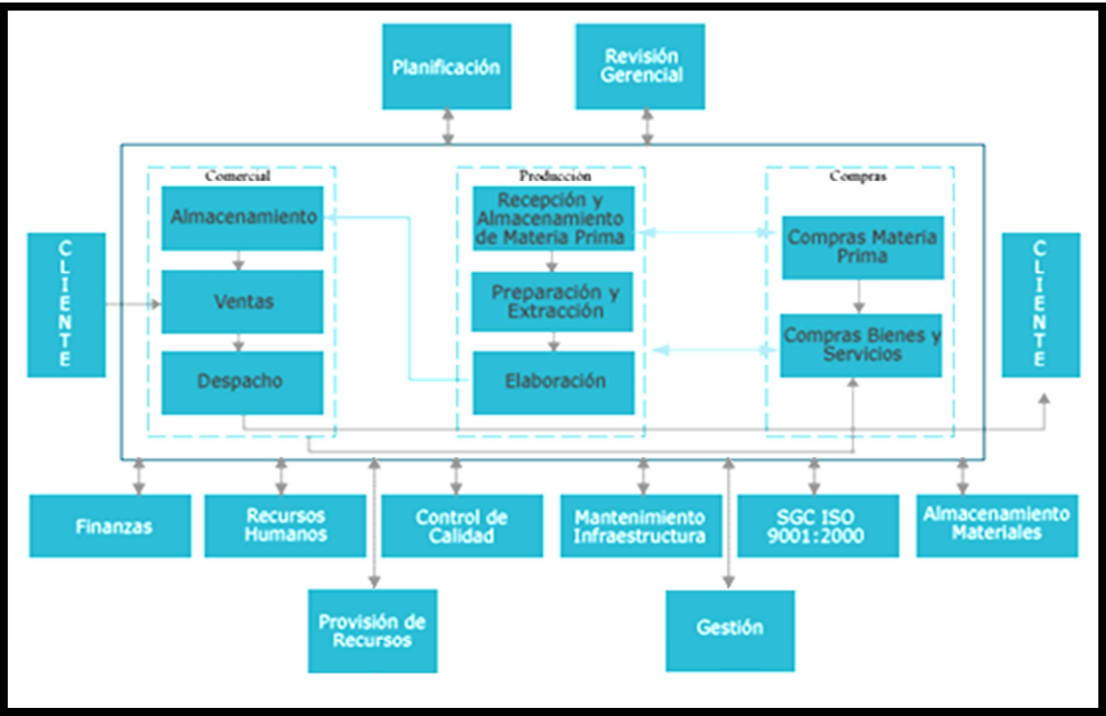 Planificación
Revisión
Gerencial
Comercial
Almacenamiento
Ventas
Despacho
Producción
Recepción y
Almacenamiento
de Materia Prima
Preparación y
Extracción
Elaboración
Compras
Compras Materia
Prima
Compras Bienes y
Servicios
CLIENTE
CLIENTE
Finanzas
Recursos
Humanos
Control de
Calidad
Mantenimiento
Infraestructura
SGC ISO
9001:2000
Almacenamiento
Materiales
Provisión de
Recursos
Gestión